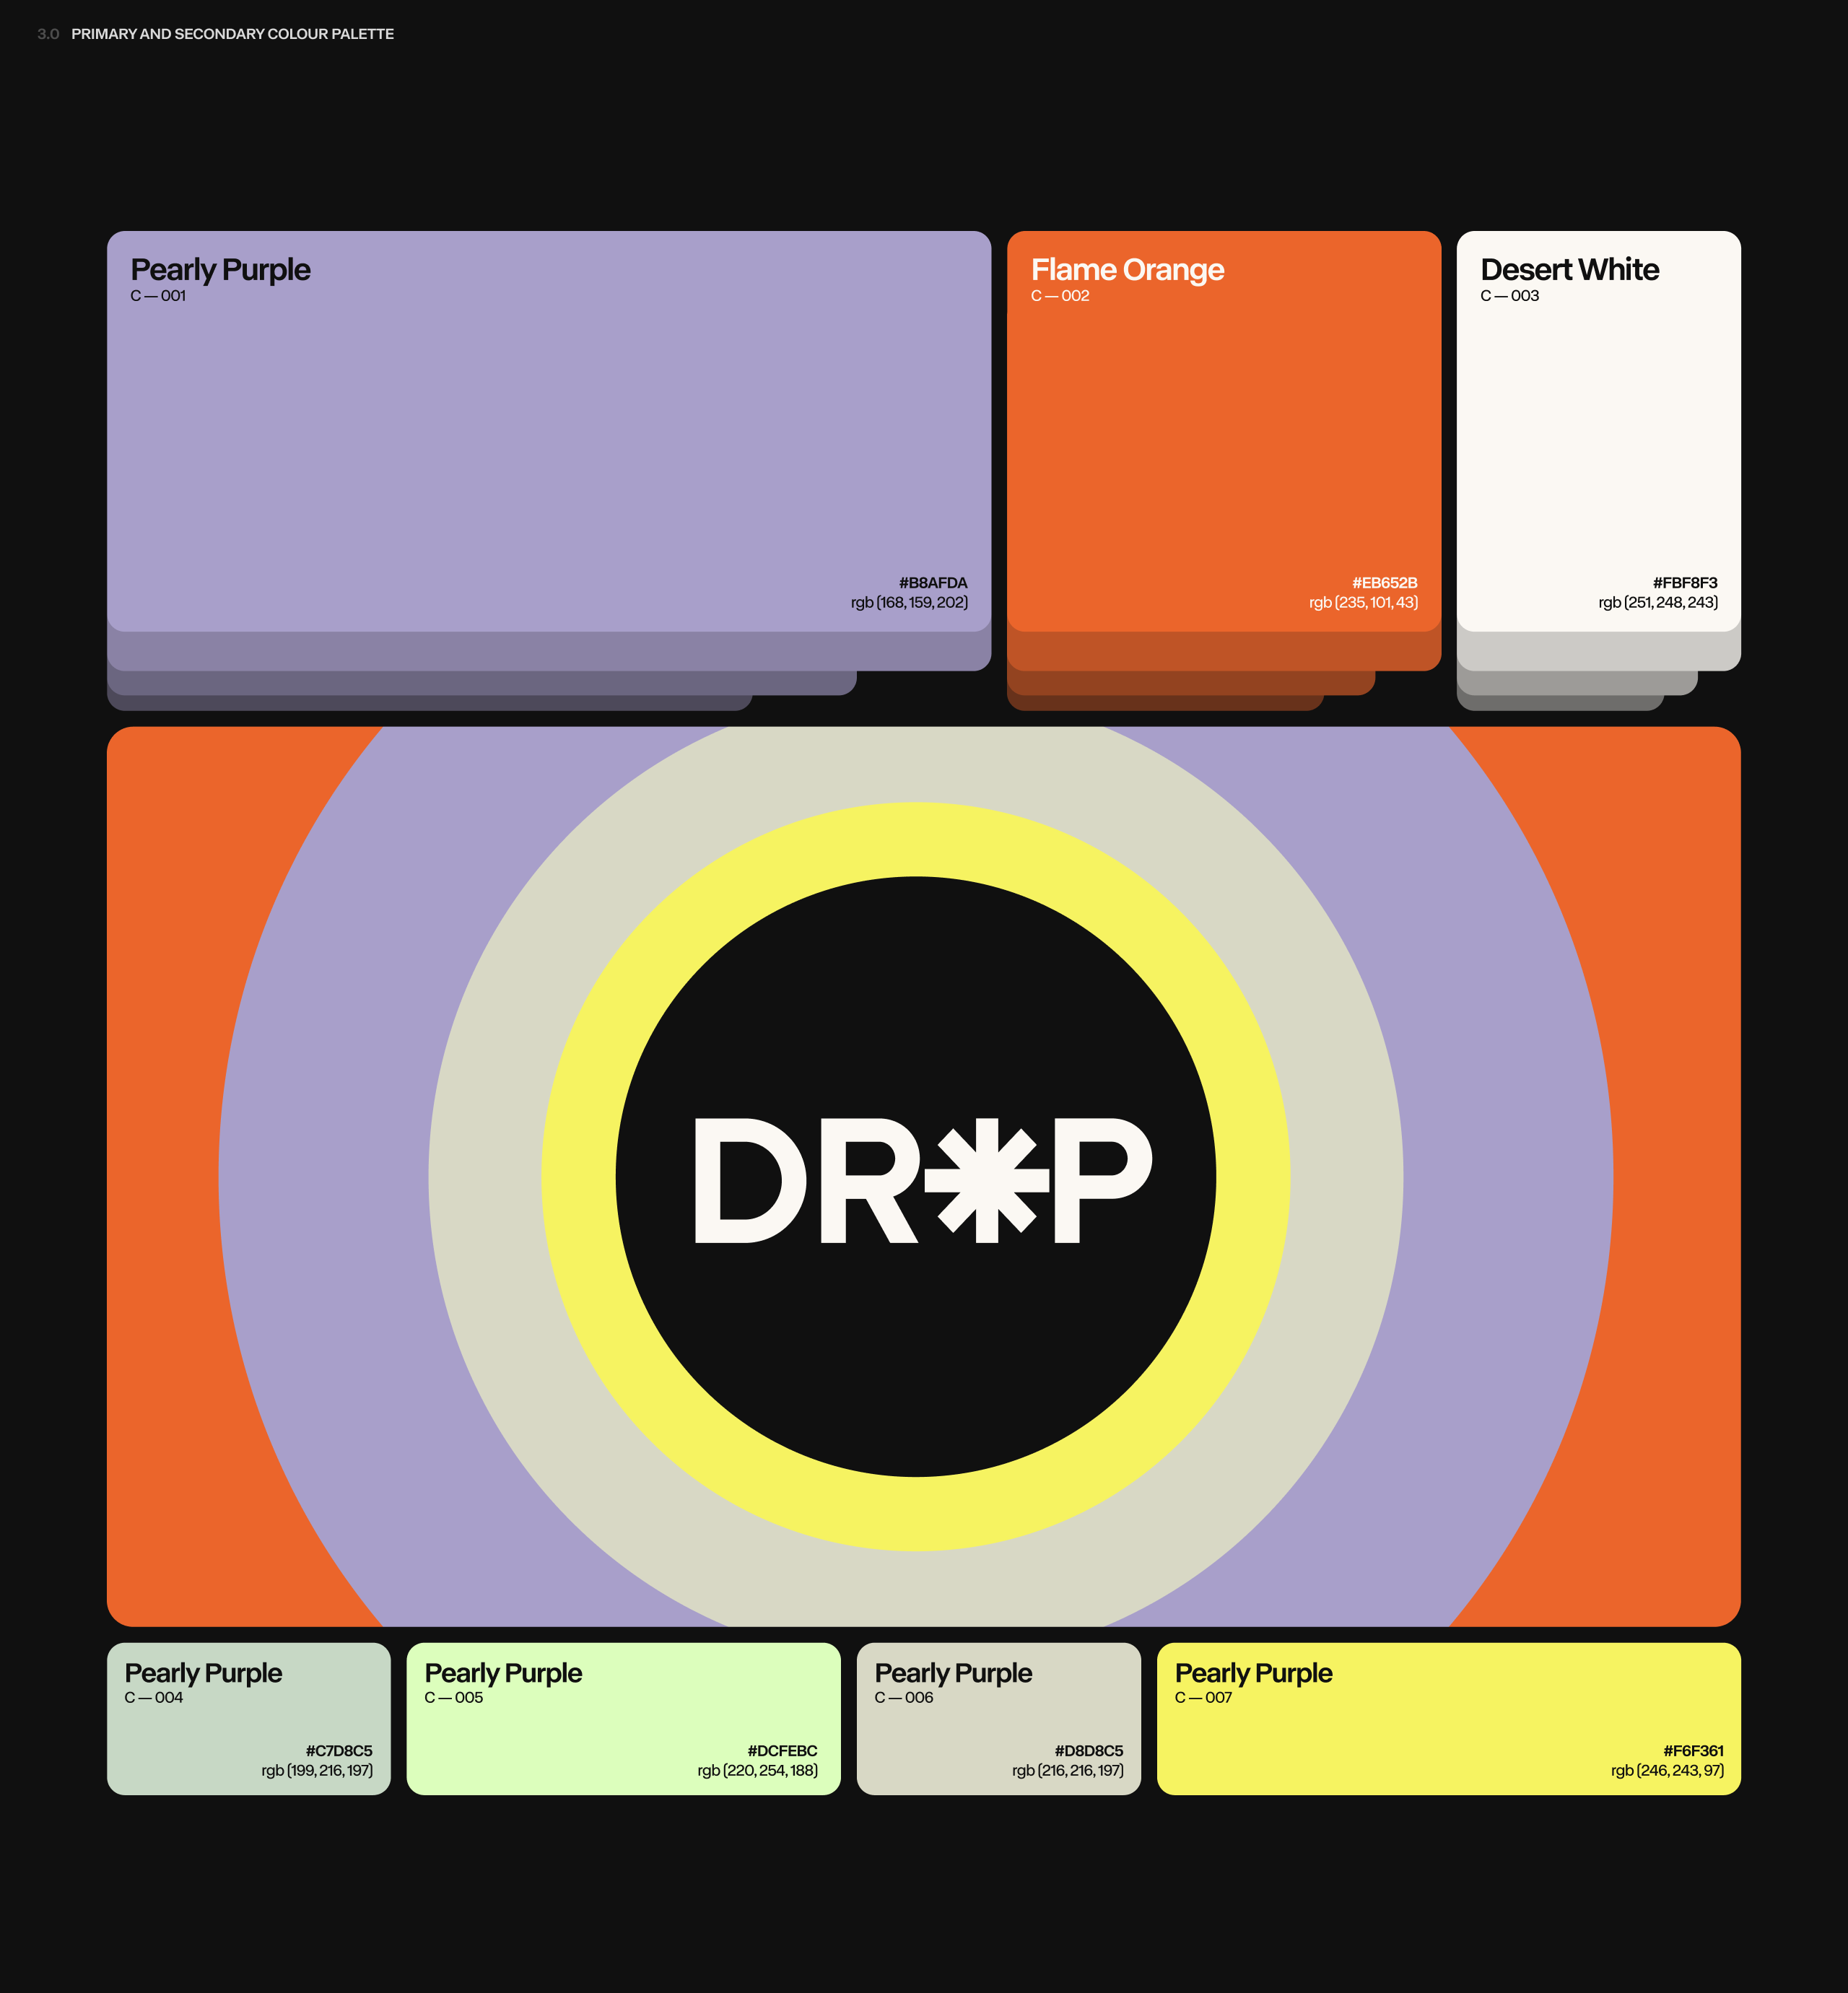 3.0 PRIMARY AND SECONDARY COLOUR PALETTE
Pearly Purple
C — 001
#B8AFDA
rgb (168, 159, 202)
Flame Orange
C — 002
#EB652B
rgb (235, 101, 43)
Desert White
C — 003
#FBF8F3
rgb (251, 248, 243)
DR*P
Pearly Purple
C — 004
#C7D8C5
rgb (199, 216, 197)
Pearly Purple
C — 005
#DCFEBC
rgb (220, 254, 188)
Pearly Purple
C — 006
#D8D8C5
rgb (216, 216, 197)
Pearly Purple
C — 007
#F6F361
rgb (246, 243, 97)